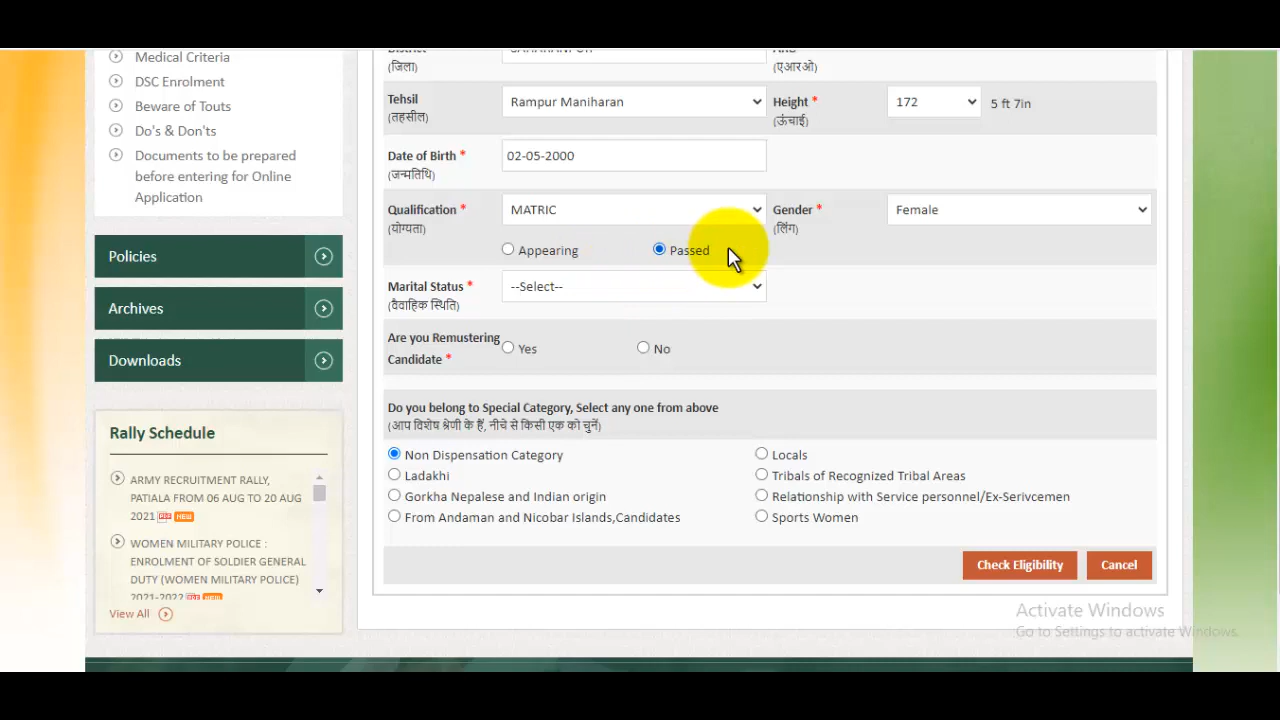 Medical Criteria
DSC Enrolment
Beware of Touts
Do's & Don'ts
Documents to be prepared
before entering for Online
Application
Policies
Archives
Downloads
Rally Schedule
ARMY RECRUITMENT RALLY,
PATIALA FROM 06 AUG TO 20 AUG
2021 NEW
WOMEN MILITARY POLICE :
ENROLMENT OF SOLDIER GENERAL
DUTY (WOMEN MILITARY POLICE)
2021-2022
View All
(जिला) (एआरओ)
Tehsil Rampur Maniharan Height * 172 5 ft 7in
(तहसील) (ऊंचाई)
Date of Birth * 02-05-2000
(जन्मतिथि)
Qualification * MATRIC Gender * Female
(योग्यता) (लिंग)
Appearing Passed
Marital Status * --Select--
(वैवाहिक स्थिति)
Are you Remustering
Candidate * Yes No
Do you belong to Special Category, Select any one from above
(आप विशेष श्रेणी के हैं, नीचे से किसी एक को चुनें)
Non Dispensation Category Locals
Ladakhi Tribals of Recognized Tribal Areas
Gorkha Nepalese and Indian origin Relationship with Service personnel/Ex-Serivcemen
From Andaman and Nicobar Islands,Candidates Sports Women
Check Eligibility Cancel
Activate Windows
Go to Settings to activate Windows.